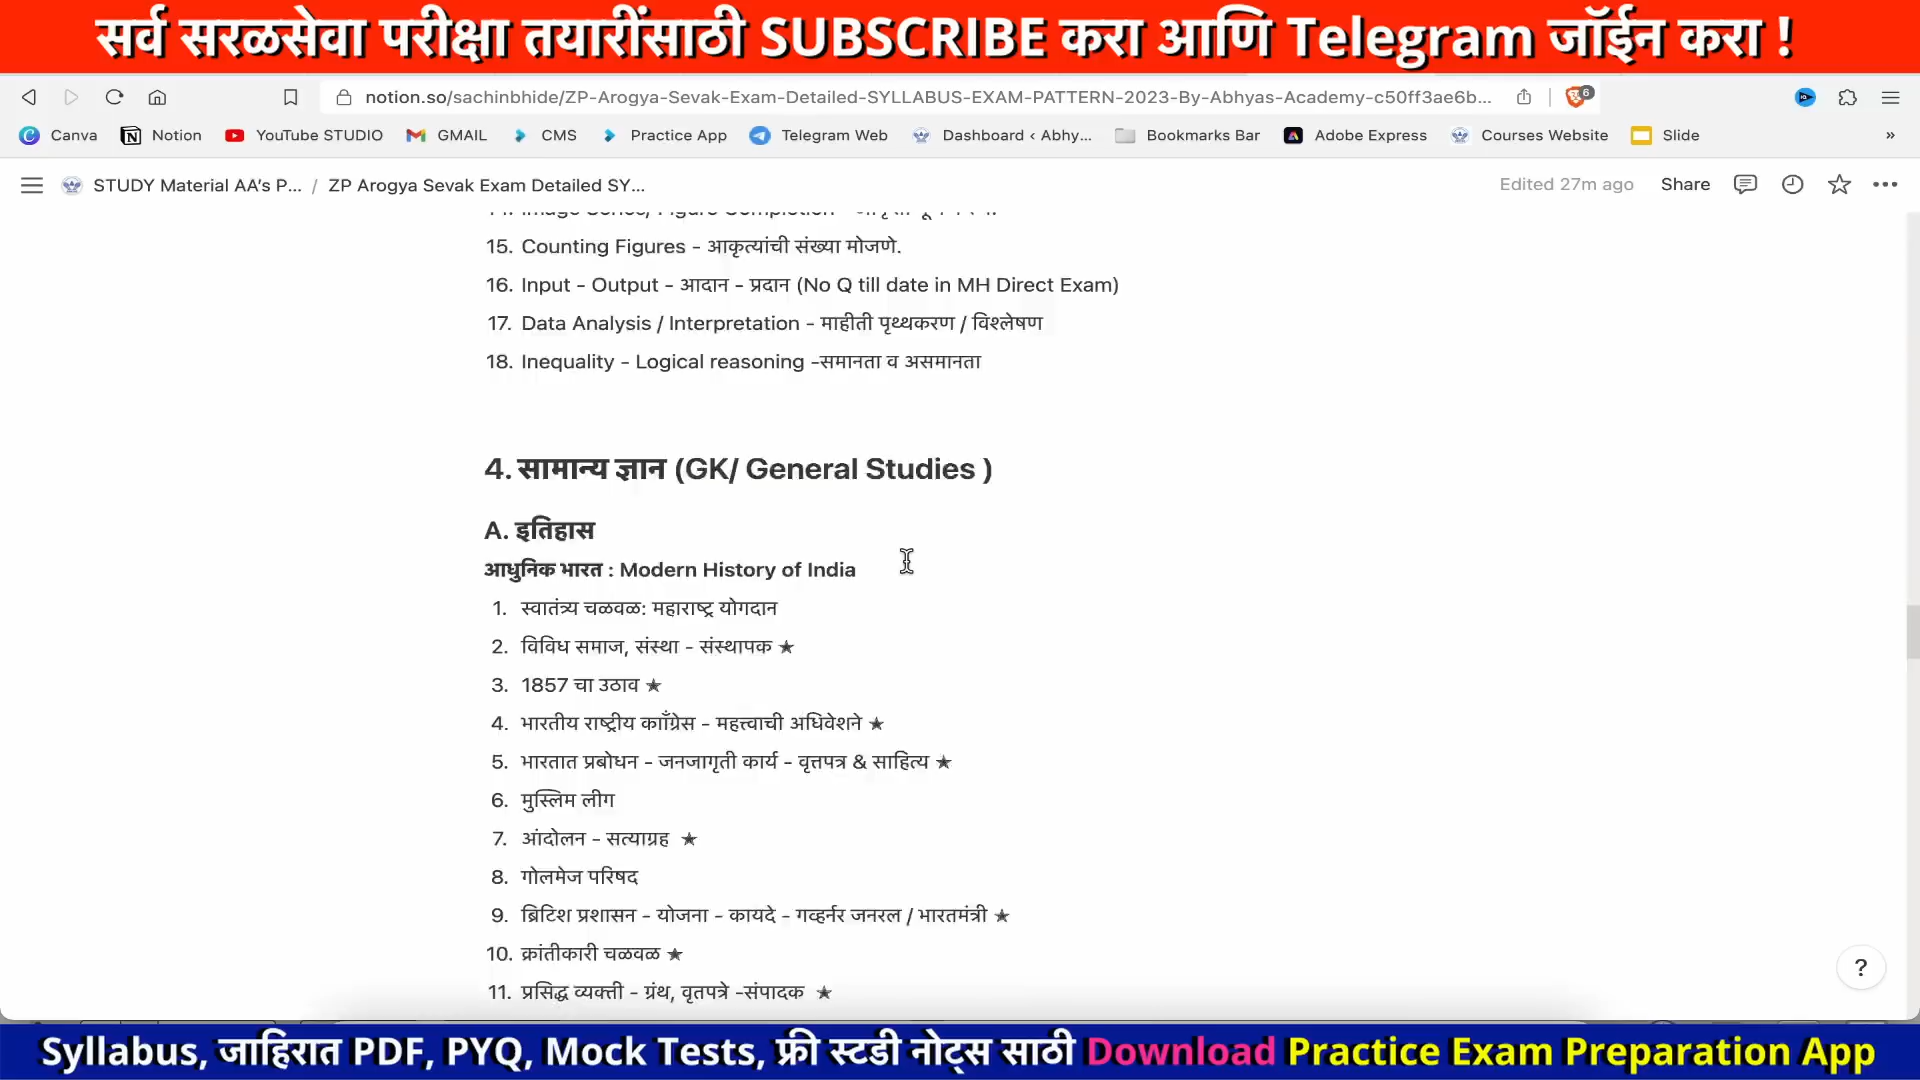 सर्व सरळसेवा परीक्षा तयारींसाठी SUBSCRIBE करा आणि Telegram जॉईन करा !
notion.so/sachinbhide/ZP-Arogya-Sevak-Exam-Detailed-SYLLABUS-EXAM-PATTERN-2023-By-Abhyas-Academy-c50ff3ae6b... 6
Canva Notion YouTube STUDIO GMAIL CMS Practice App Telegram Web Dashboard < Abhy... Bookmarks Bar Adobe Express Courses Website Slide »
STUDY Material AA's P... / ZP Arogya Sevak Exam Detailed SY... Edited 27m ago Share
14. Image Series/ Figure Completion -
15. Counting Figures - आकृत्यांची संख्या मोजणे.
16. Input - Output - आदान - प्रदान (No Q till date in MH Direct Exam)
17. Data Analysis / Interpretation - माहीती पृथ्थकरण / विश्लेषण
18. Inequality - Logical reasoning -समानता व असमानता
4. सामान्य ज्ञान (GK/ General Studies )
A. इतिहास
आधुनिक भारत : Modern History of India
1. स्वातंत्र्य चळवळ: महाराष्ट्र योगदान
2. विविध समाज, संस्था - संस्थापक ★
3. 1857 चा उठाव ★
4. भारतीय राष्ट्रीय काँग्रेस - महत्त्वाची अधिवेशने ★
5. भारतात प्रबोधन - जनजागृती कार्य - वृत्तपत्र & साहित्य ★
6. मुस्लिम लीग
7. आंदोलन - सत्याग्रह ★
8. गोलमेज परिषद
9. ब्रिटिश प्रशासन - योजना - कायदे - गव्हर्नर जनरल / भारतमंत्री ★
10. क्रांतीकारी चळवळ ★
11. प्रसिद्ध व्यक्ती - ग्रंथ, वृतपत्रे -संपादक ★
?
Syllabus, जाहिरात PDF, PYQ, Mock Tests, फ्री स्टडी नोट्स साठी Download Practice Exam Preparation App